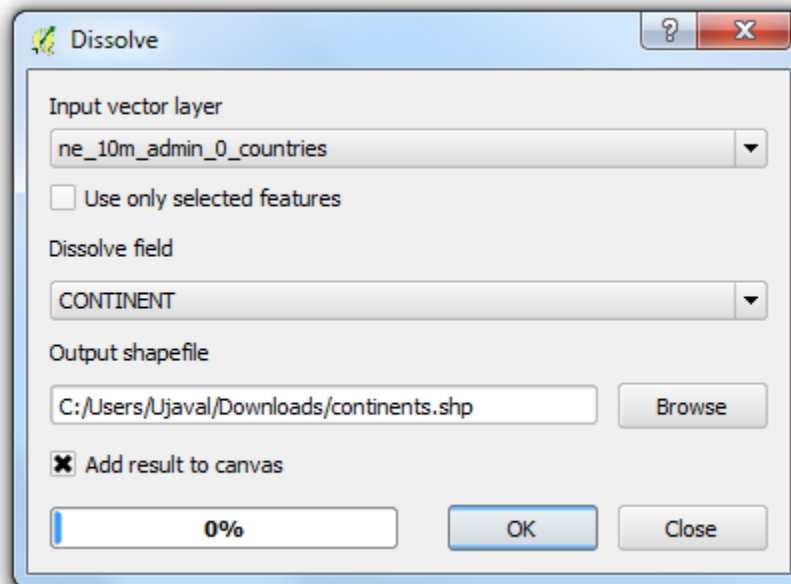 Dissolve
Input vector layer
ne_10m_admin_0_countries
Use only selected features
Dissolve field
CONTINENT
Output shapefile
C:/Users/Ujaval/Downloads/continents.shp Browse
Add result to canvas
0% OK Close